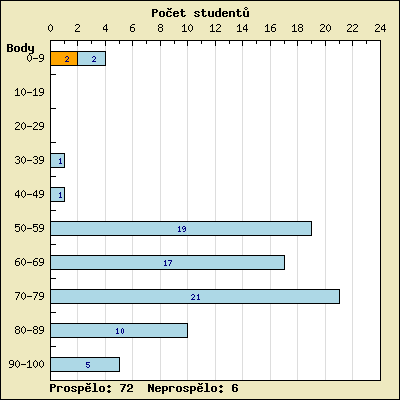 Počet studentů
0 2 4 6 8 10 12 14 16 18 20 22 24
Body
0-9 2 2
10-19
20-29
30-39 1
40-49 1
50-59 19
60-69 17
70-79 21
80-89 10
90-100 5
Prospělo: 72 Neprospělo: 6